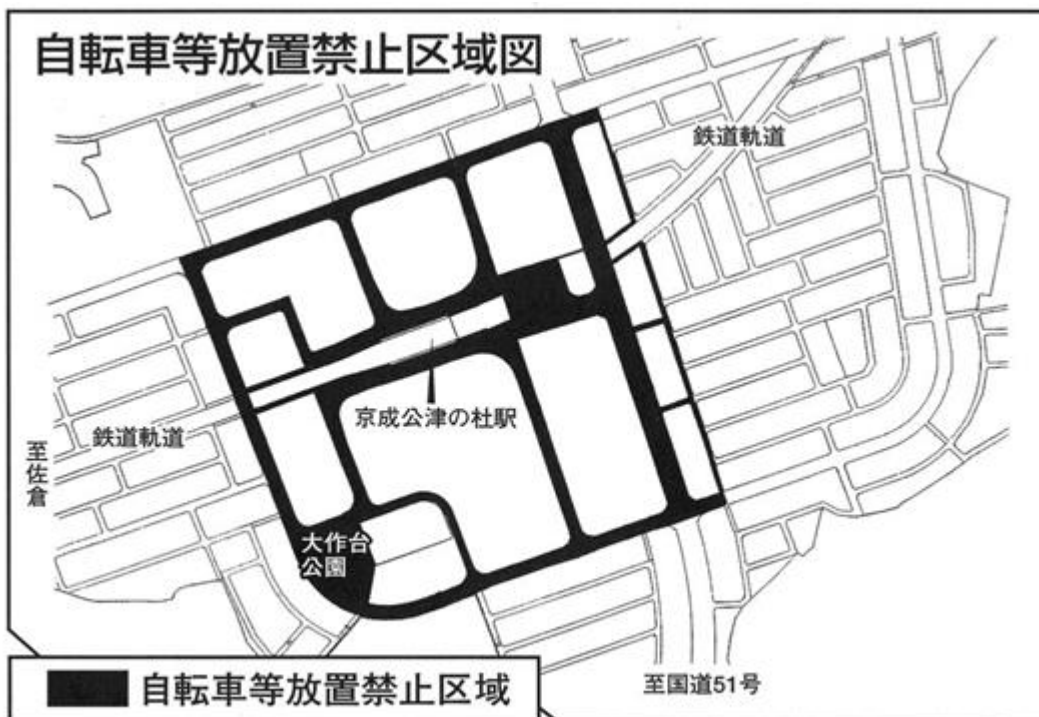 自転車等放置禁止区域図
鉄道軌道
京成公津の杜駅
鉄道軌道
至佐倉
大作台
公園
至国道51号
自転車等放置禁止区域